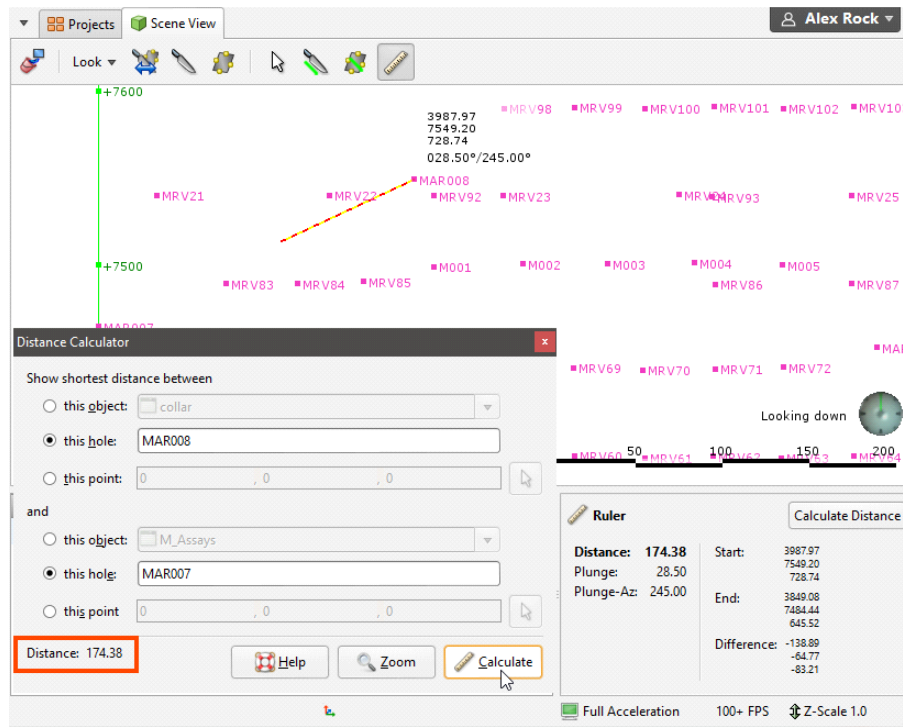 Projects
Scene View
Alex Rock
Look
+7600
3987.97
7549.20
728.74
028.50°/245.00°
MRV98
MRV99
MRV100
MRV101
MRV102
MAR008
MRV21
MRV22
MRV92
MRV23
MRV93
MRV25
+7500
M001
M002
M003
M004
M005
MRV83
MRV84
MRV85
MRV86
MRV87
MAR007
Distance Calculator
x
MRV69
MRV70
MRV71
MRV72
Show shortest distance between
this object:
collar
Looking down
this hole:
MAR008
50
100
150
200
MRV60
MRV61
MRV62
MRV63
MRV64
this point:
0 , 0 , 0
and
this object:
M_Assays
this hole:
MAR007
this point
0 , 0 , 0
Distance: 174.38
Help
Zoom
Calculate
Ruler
Calculate Distance
Distance: 174.38
Plunge: 28.50
Plunge-Az: 245.00
Start: 3987.97
7549.20
728.74
End: 3849.08
7484.44
645.52
Difference: -138.89
-64.77
-83.21
Full Acceleration
100+ FPS
Z-Scale 1.0